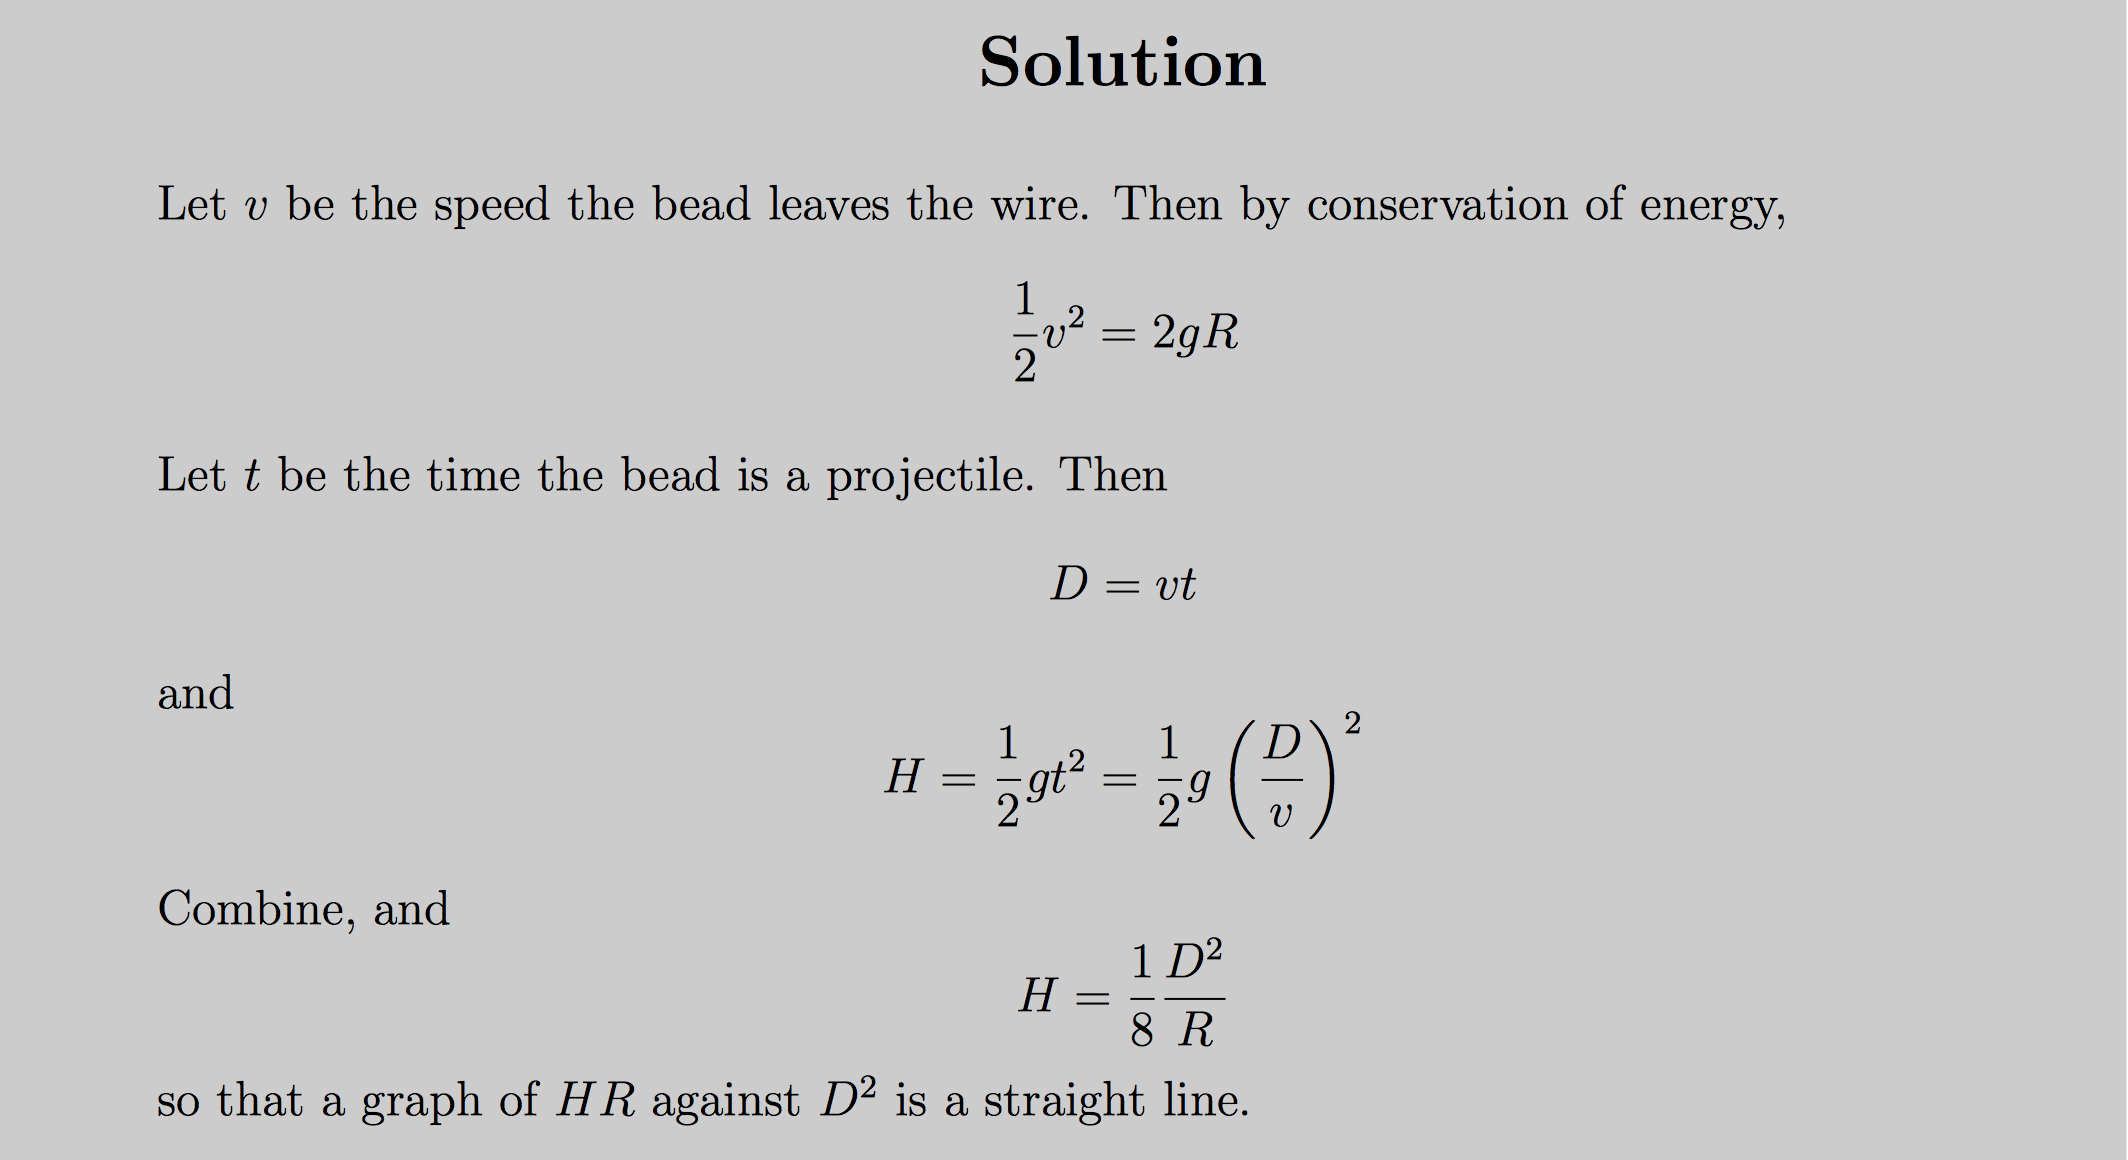 Solution
Let v be the speed the bead leaves the wire. Then by conservation of energy,
$\frac{1}{2}v^2 = 2gR$
Let t be the time the bead is a projectile. Then
$D = vt$
and
$H = \frac{1}{2}gt^2 = \frac{1}{2}g\left(\frac{D}{v}\right)^2$
Combine, and
$H = \frac{1}{8}\frac{D^2}{R}$
so that a graph of $HR$ against $D^2$ is a straight line.